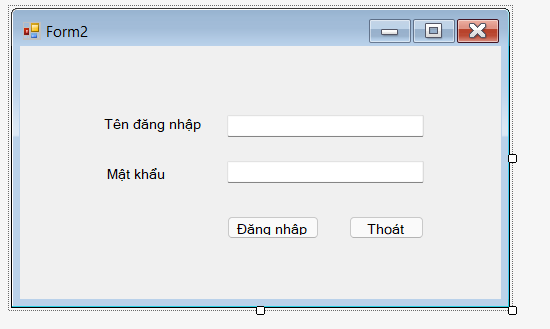 Form2
Tên đăng nhập
Mật khẩu
Đăng nhập
Thoát